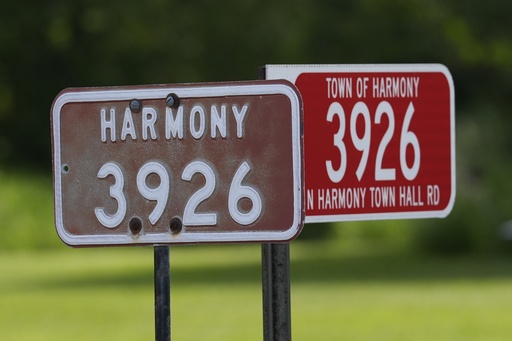 HARMONY
3926
TOWN OF HARMONY
3926
N HARMONY TOWN HALL RD